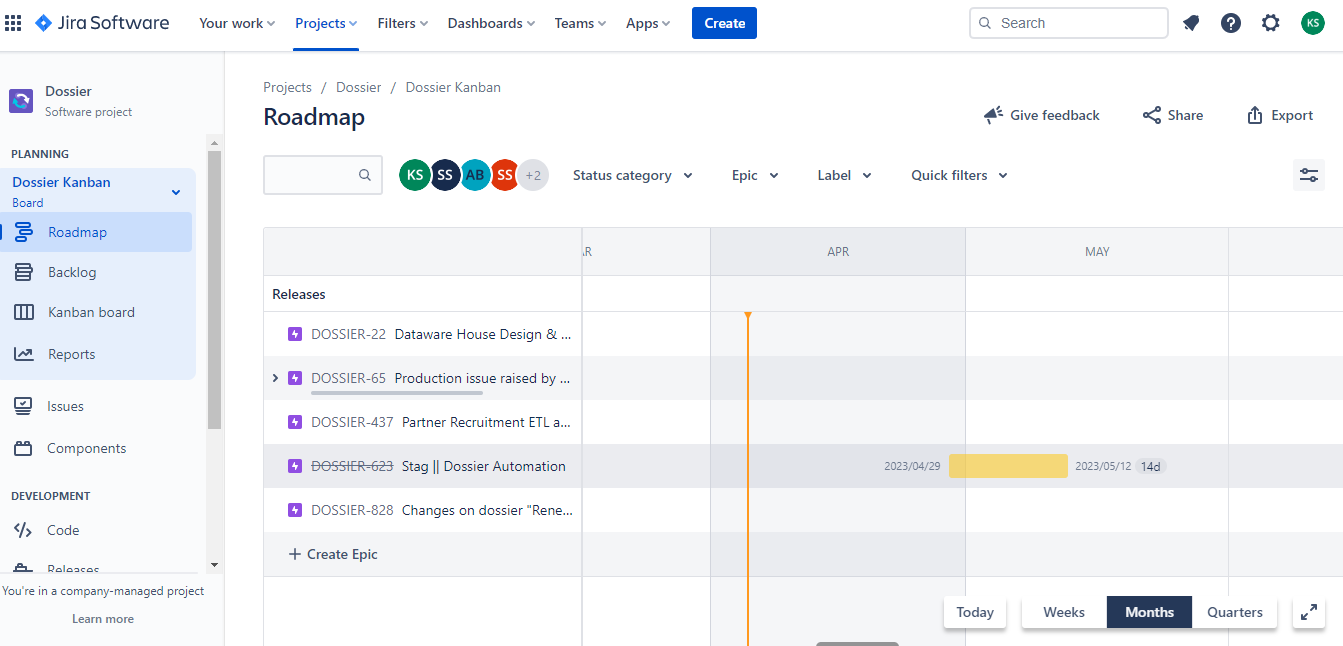 Jira Software Your work Projects Filters Dashboards Teams Apps Create Search KS
Dossier
Software project
PLANNING
Dossier Kanban
Board
Roadmap
Backlog
Kanban board
Reports
Issues
Components
DEVELOPMENT
Code
Releases
You're in a company-managed project
Learn more
Projects / Dossier / Dossier Kanban
Roadmap
Give feedback Share Export
KS SS AB SS +2 Status category Epic Label Quick filters
AR APR MAY
Releases
DOSSIER-22 Dataware House Design & ...
DOSSIER-65 Production issue raised by ...
DOSSIER-437 Partner Recruitment ETL a...
DOSSIER-623 Stag || Dossier Automation 2023/04/29 2023/05/12 14d
DOSSIER-828 Changes on dossier "Rene...
+ Create Epic
Today Weeks Months Quarters